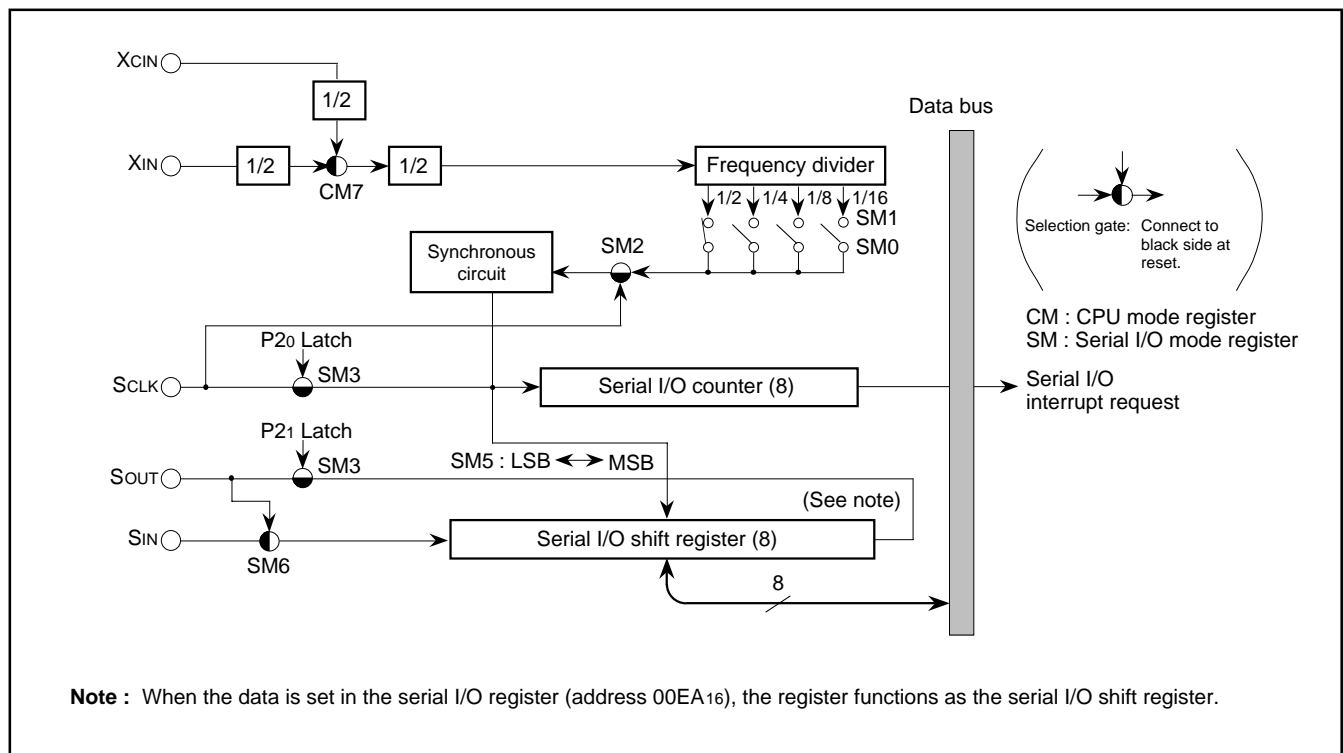 XCIN
1/2
Data bus
XIN
1/2
CM7
1/2
Frequency divider
1/2
1/4
1/8
1/16
SM1
SM0
Selection gate: Connect to
black side at
reset.
Synchronous
circuit
SM2
CM : CPU mode register
SM : Serial I/O mode register
P20 Latch
SCLK
SM3
Serial I/O counter (8)
Serial I/O
interrupt request
P21 Latch
SM5 : LSB
MSB
SOUT
SM3
(See note)
SIN
SM6
Serial I/O shift register (8)
8
Note : When the data is set in the serial I/O register (address 00EA16), the register functions as the serial I/O shift register.